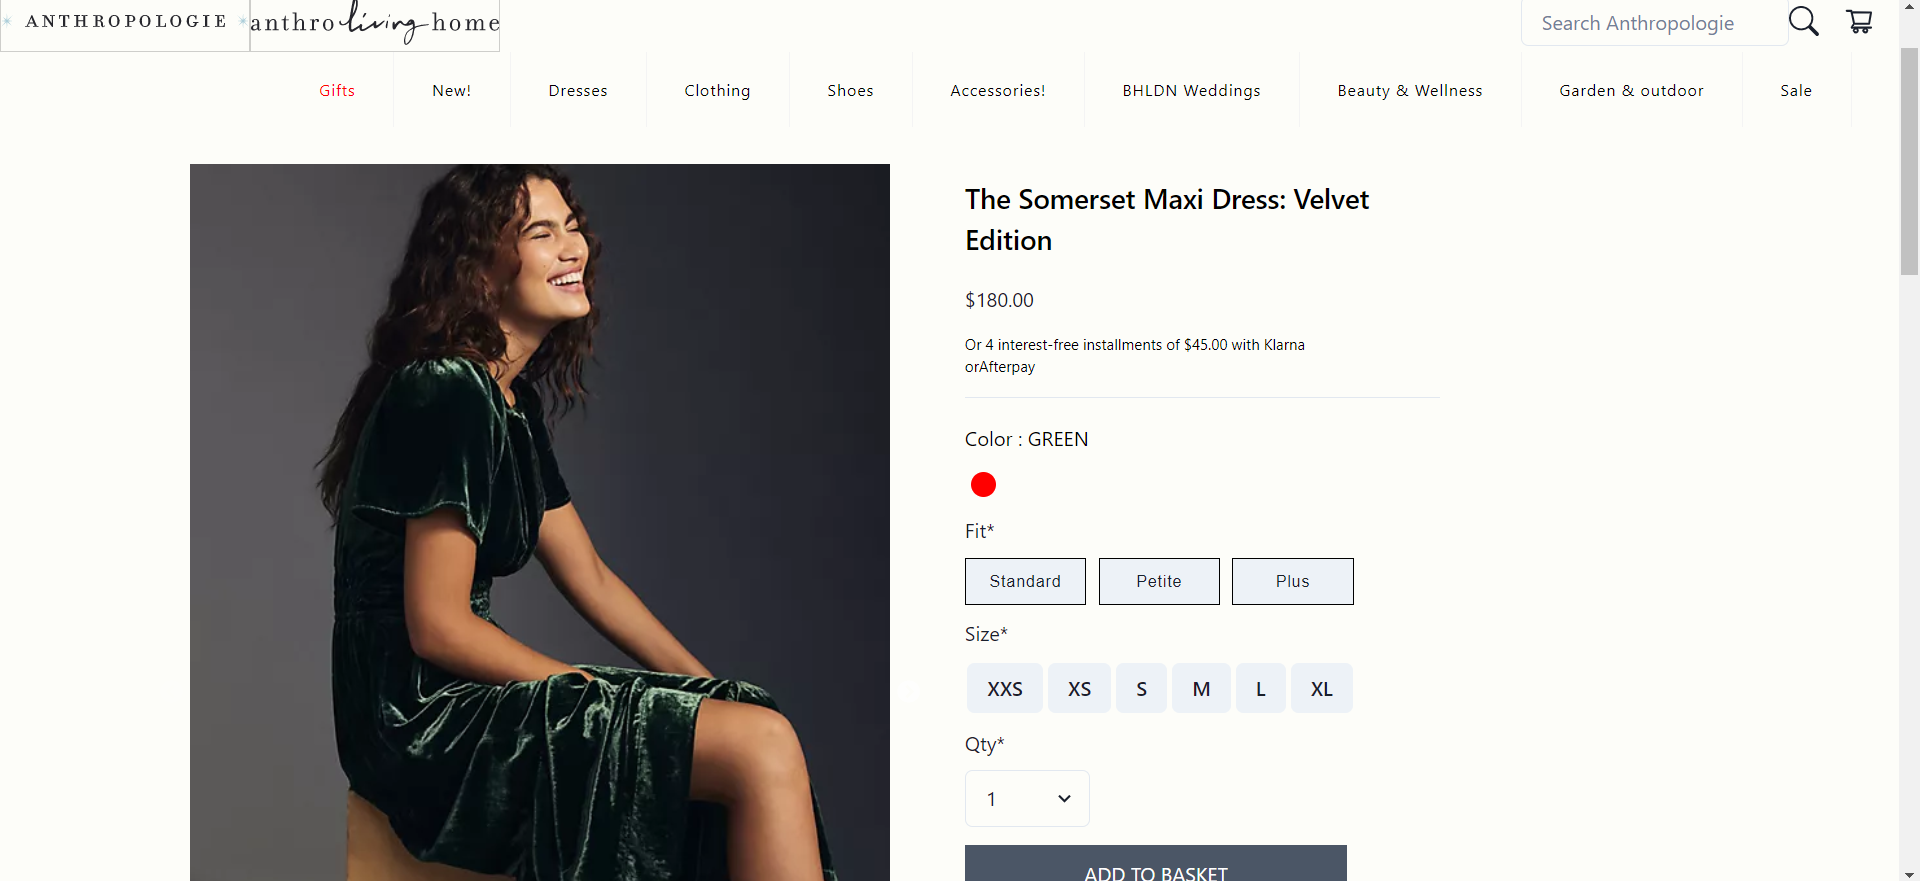 ANTHROPOLOGIE
anthro living home
Search Anthropologie
Gifts
New!
Dresses
Clothing
Shoes
Accessories!
BHLDN Weddings
Beauty & Wellness
Garden & outdoor
Sale
The Somerset Maxi Dress: Velvet
Edition
$180.00
Or 4 interest-free installments of $45.00 with Klarna
orAfterpay
Color : GREEN
Fit*
Standard
Petite
Plus
Size*
XXS
XS
S
M
L
XL
Qty*
1
ADD TO BASKET